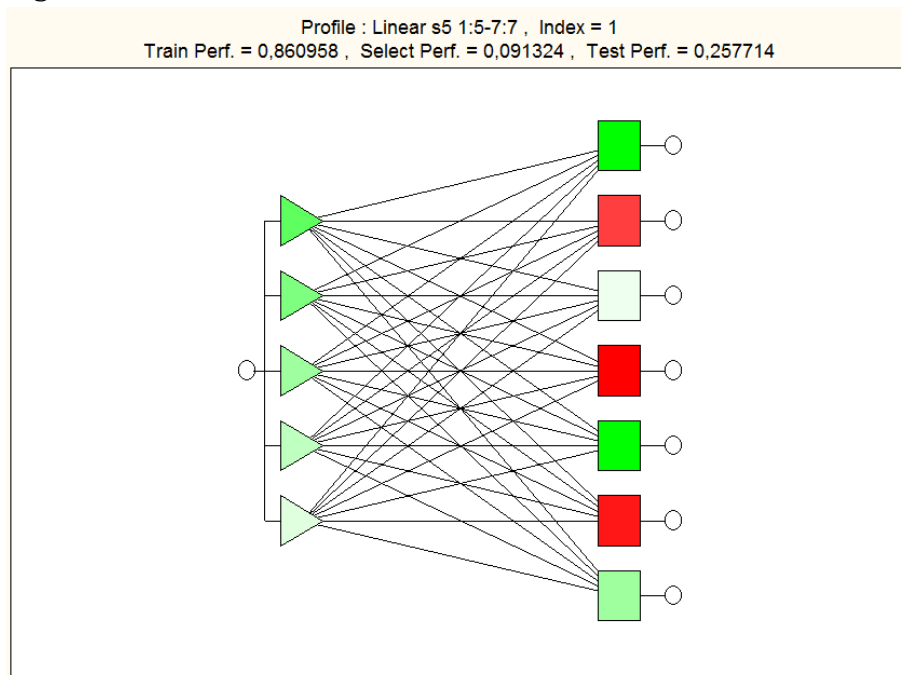 Profile : Linear s5 1:5-7:7 , Index = 1
Train Perf. = 0,860958 , Select Perf. = 0,091324 , Test Perf. = 0,257714